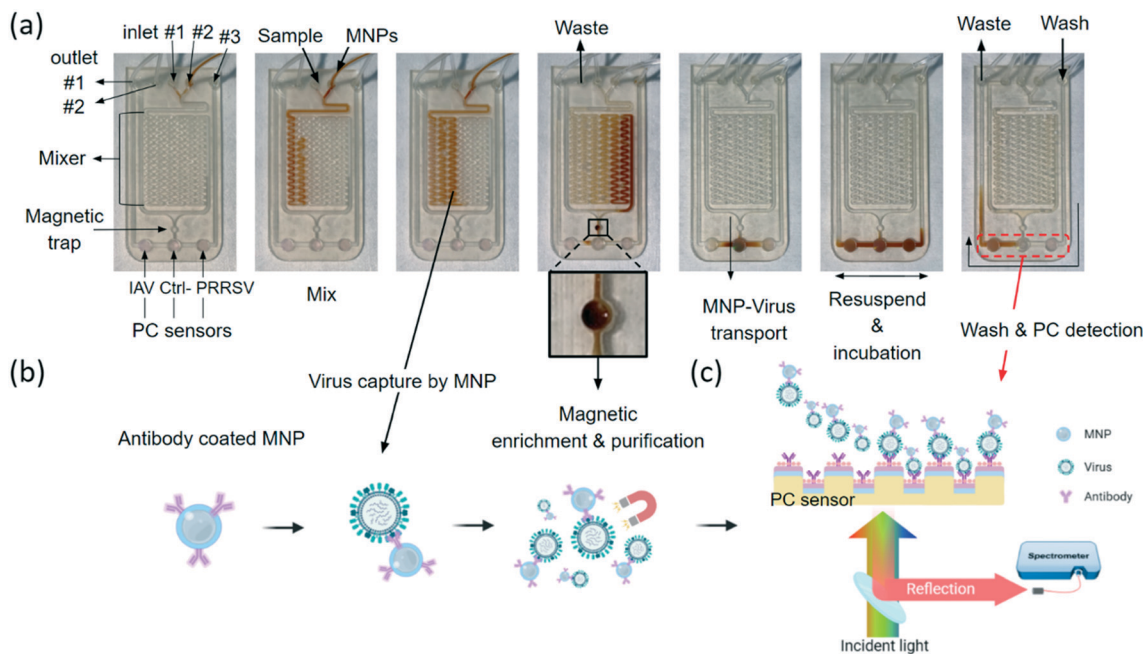 (a)
inlet #1 #2
#3
outlet
#1
#2
Mixer
Magnetic
trap
IAV Ctrl- PRRSV
PC sensors
Sample MNPs
Mix
Waste
MNP-Virus
transport
Resuspend
&
incubation
Waste Wash
Wash & PC detection
(b)
Virus capture by MNP
Antibody coated MNP
Magnetic
enrichment & purification
(c)
MNP
Virus
Antibody
PC sensor
Spectrometer
Reflection
Incident light